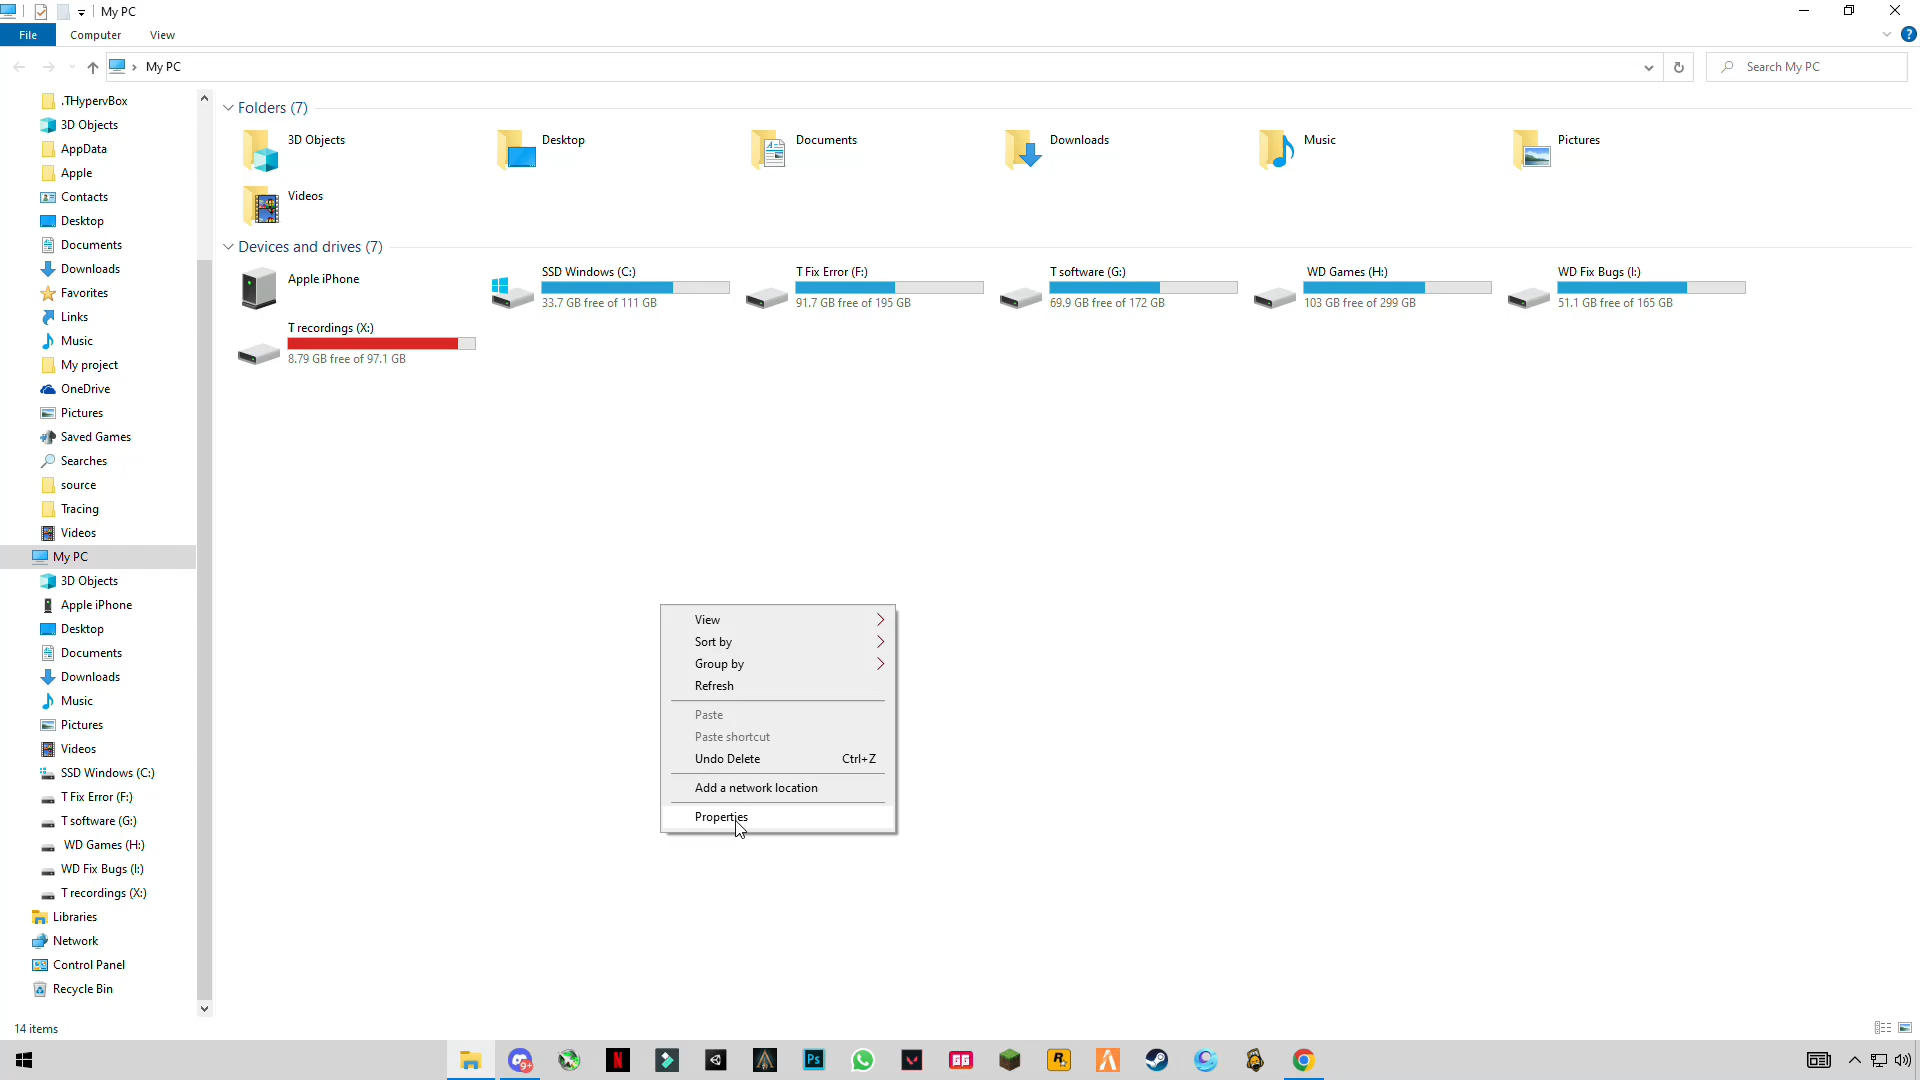 My PC
File Computer View
My PC
Search My PC
.THypervBox
3D Objects
AppData
Apple
Contacts
Desktop
Documents
Downloads
Favorites
Links
Music
My project
OneDrive
Pictures
Saved Games
Searches
source
Tracing
Videos
My PC
3D Objects
Apple iPhone
Desktop
Documents
Downloads
Music
Pictures
Videos
SSD Windows (C:)
T Fix Error (F:)
T software (G:)
WD Games (H:)
WD Fix Bugs (I:)
T recordings (X:)
Libraries
Network
Control Panel
Recycle Bin
Folders (7)
3D Objects
Desktop
Documents
Downloads
Music
Pictures
Videos
Devices and drives (7)
Apple iPhone
SSD Windows (C:)
33.7 GB free of 111 GB
T Fix Error (F:)
91.7 GB free of 195 GB
T software (G:)
69.9 GB free of 172 GB
WD Games (H:)
103 GB free of 299 GB
WD Fix Bugs (I:)
51.1 GB free of 165 GB
T recordings (X:)
8.79 GB free of 97.1 GB
View
Sort by
Group by
Refresh
Paste
Paste shortcut
Undo Delete Ctrl+Z
Add a network location
Properties
14 items
9+
N
Ps
GG
R